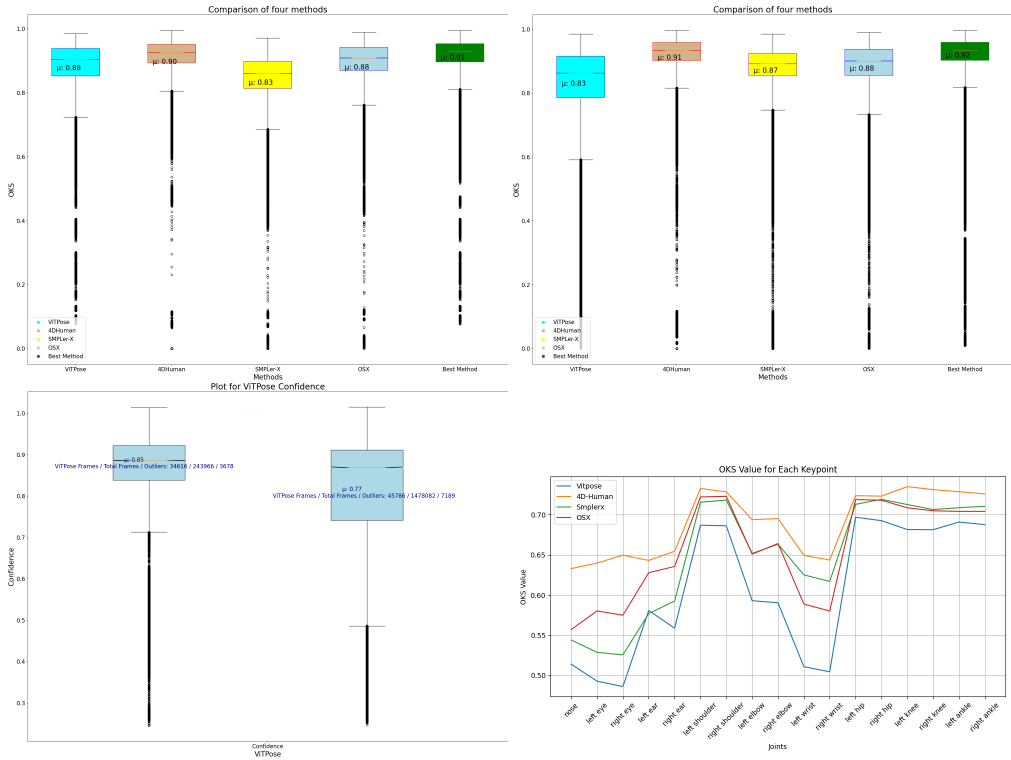 Comparison of four methods
1.0
0.8
0.6
0.4
0.2
0.0
OKS
μ: 0.88
μ: 0.90
μ: 0.83
μ: 0.88
μ: 0.91
ViTPose
4DHuman
SMPLer-X
OSX
Best Method
ViTPose
4DHuman
SMPLer-X
OSX
Best Method
Methods
Comparison of four methods
1.0
0.8
0.6
0.4
0.2
0.0
OKS
μ: 0.83
μ: 0.91
μ: 0.87
μ: 0.88
μ: 0.92
ViTPose
4DHuman
SMPLer-X
OSX
Best Method
ViTPose
4DHuman
SMPLer-X
OSX
Best Method
Methods
Plot for ViTPose Confidence
1.0
0.9
0.8
0.7
0.6
0.5
0.4
0.3
Confidence
μ: 0.85
ViTPose Frames / Total Frames / Outliers: 34616 / 243966 / 3678
μ: 0.77
ViTPose Frames / Total Frames / Outliers: 45786 / 1478082 / 7189
Confidence
ViTPose
OKS Value for Each Keypoint
Vitpose
4D-Human
Smplerx
OSX
0.70
0.65
0.60
0.55
0.50
OKS Value
nose
left eye
right eye
left ear
right ear
left shoulder
right shoulder
left elbow
right elbow
left wrist
right wrist
left hip
right hip
left knee
right knee
left ankle
right ankle
Joints